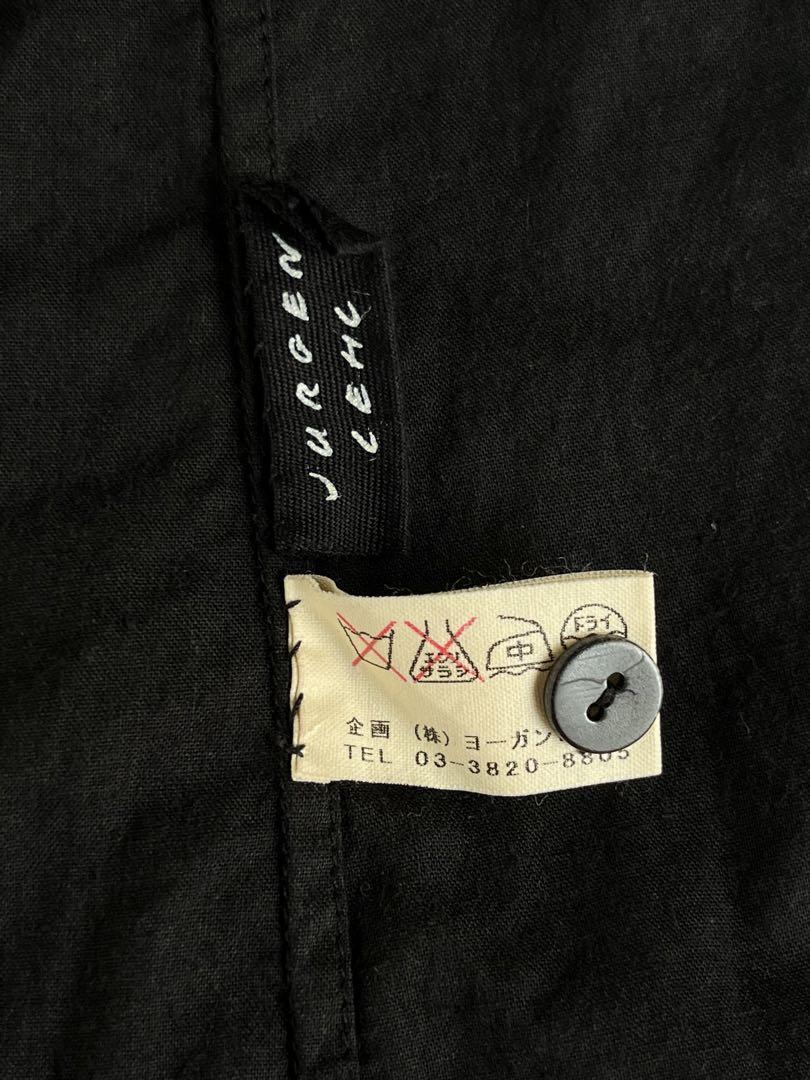 JURGEN
LEHL
エンソ
サラシ
中
ドライ
企画 (株) ヨーガン
TEL 03-3820-8805